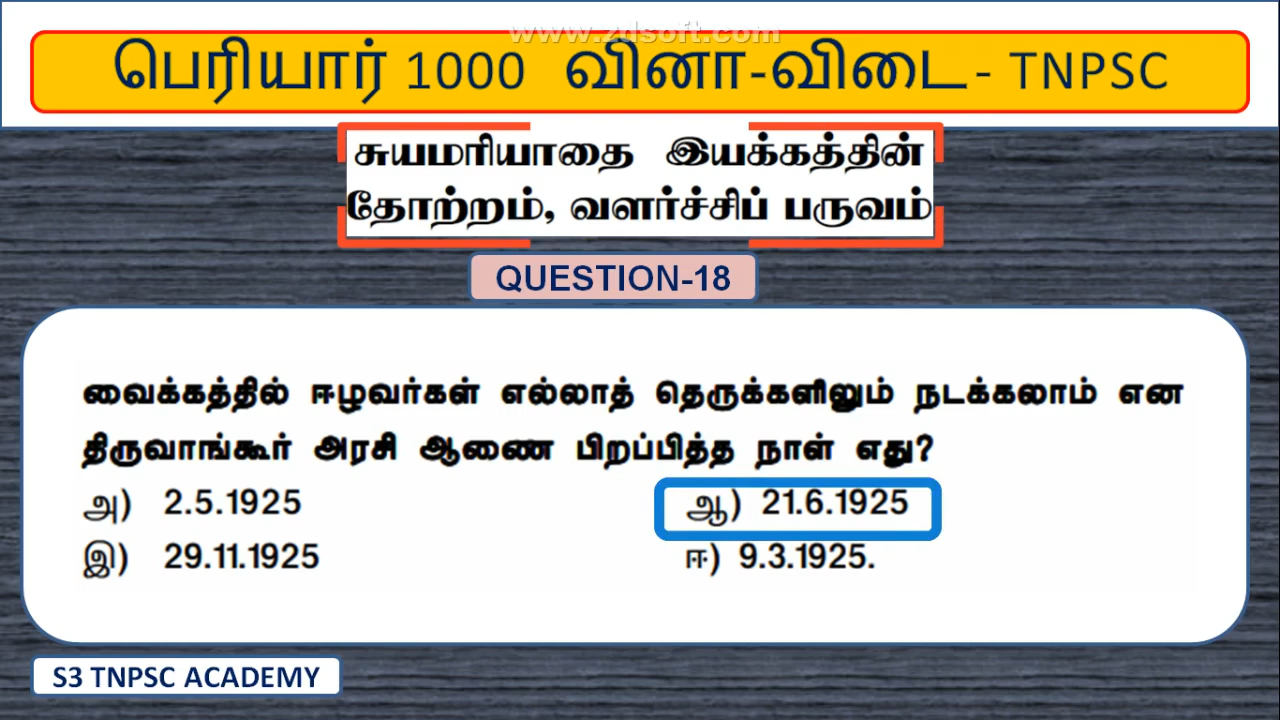 www.zdsoft.com
பெரியார் 1000 வினா-விடை- TNPSC
சுயமரியாதை இயக்கத்தின்
தோற்றம், வளர்ச்சிப் பருவம்
QUESTION-18
வைக்கத்தில் ஈழவர்கள் எல்லாத் தெருக்களிலும் நடக்கலாம் என
திருவாங்கூர் அரசி ஆணை பிறப்பித்த நாள் எது?
அ) 2.5.1925 ஆ) 21.6.1925
இ) 29.11.1925 ஈ) 9.3.1925.
S3 TNPSC ACADEMY